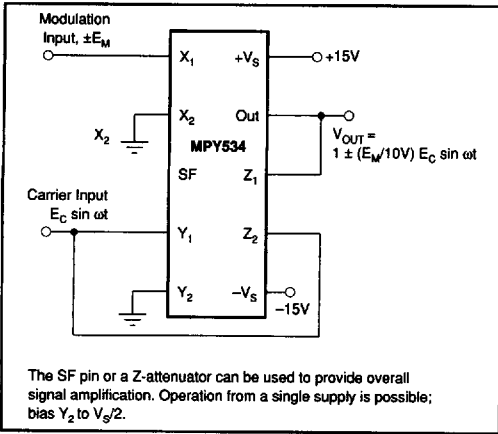 Modulation
Input, ±E_M
X₁
+V_S
+15V
X₂
X₂
Out
MPY534
V_OUT =
1 ± (E_M/10V) E_C sin ωt
SF
Z₁
Carrier Input
E_C sin ωt
Y₁
Z₂
Y₂
−V_S
−15V
The SF pin or a Z-attenuator can be used to provide overall
signal amplification. Operation from a single supply is possible;
bias Y₂ to V_S/2.